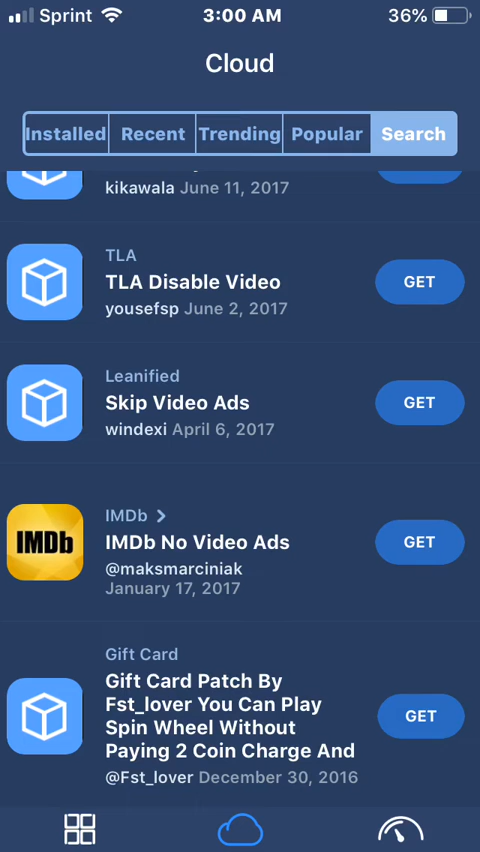 Sprint 3:00 AM 36%
Cloud
Installed Recent Trending Popular Search
kikawala June 11, 2017
TLA
TLA Disable Video
GET
yousefsp June 2, 2017
Leanified
Skip Video Ads
GET
windexi April 6, 2017
IMDb
IMDb
IMDb No Video Ads
GET
@maksmarciniak
January 17, 2017
Gift Card
Gift Card Patch By
Fst_lover You Can Play
Spin Wheel Without
Paying 2 Coin Charge And
GET
@Fst_lover December 30, 2016